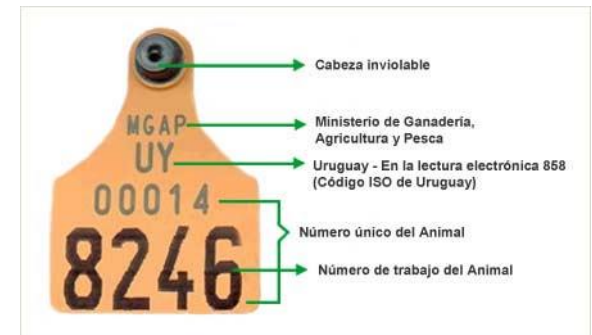 Cabeza inviolable
MGAP
Ministerio de Ganadería,
Agricultura y Pesca
UY
Uruguay - En la lectura electrónica 858
(Código ISO de Uruguay)
00014
Número único del Animal
8246
Número de trabajo del Animal